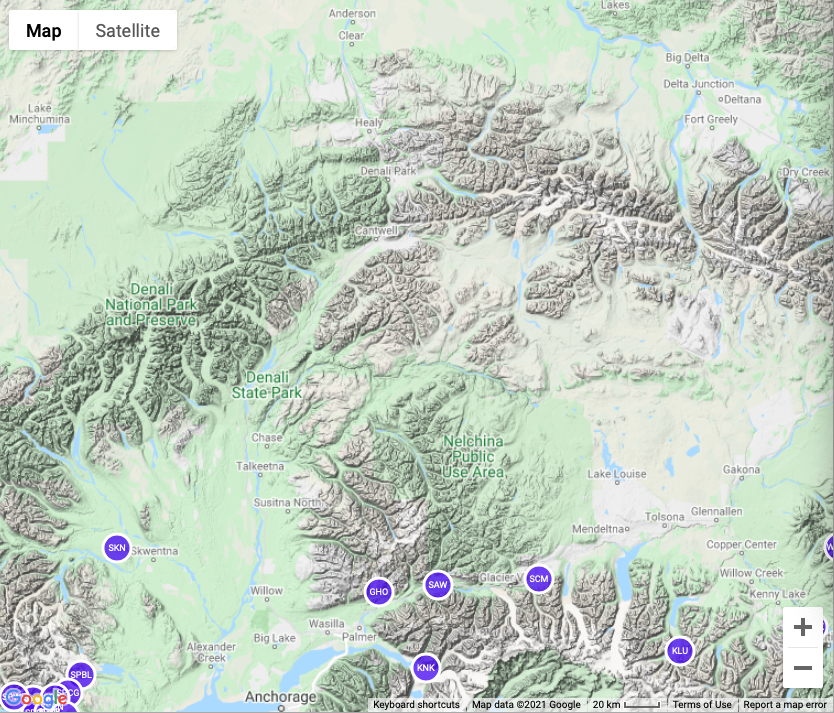 Map Satellite
Anderson
Clear
Lakes
Big Delta
Delta Junction
Deltana
Fort Greely
Lake
Minchumina
Healy
Denali Park
Dry Creek
Cantwell
Denali
National Park
and Preserve
Denali
State Park
Chase
Talkeetna
Nelchina
Public
Use Area
Lake Louise
Gakona
Susitna North
Glennallen
Tolsona
Mendeltna
Copper Center
SKN
Skwentna
Willow
GHO
SAW
Glacier V
SCM
Willow Creek
Kenny Lake
Wasilla
Palmer
Big Lake
Alexander
Creek
KNK
KLU
SPBL
SPCG
Google
Anchorage
Keyboard shortcuts Map data ©2021 Google 20 km Terms of Use Report a map error